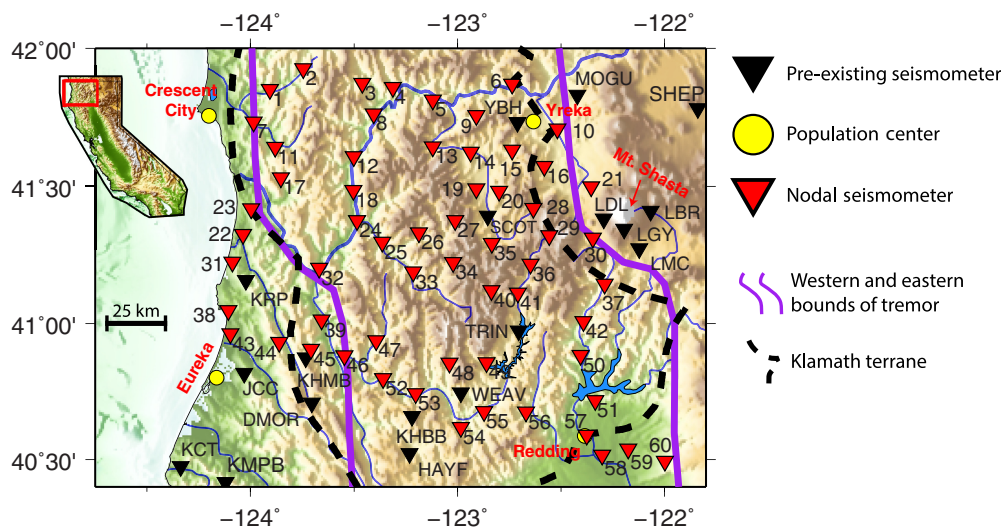 −124° −123° −122°
42˚00'
41˚30'
41˚00'
40˚30'
25 km
Crescent
City
2
1
3
4
5
6
MOGU
SHEP
YBH
Yreka
7
8
9
10
11
12
13
14
15
16
17
18
19
20
21
Mt. Shasta
LDL
LBR
LGY
LMC
SCOT
22
23
24
25
26
27
28
29
30
31
32
33
34
35
36
37
KRP
38
39
40
41
42
TRIN
43
44
45
46
47
48
49
50
Eureka
JCC
KHMB
DMOR
WEAV
51
52
53
54
55
56
57
KHBB
HAYF
Redding
58
59
60
KCT
KMPB
−124° −123° −122°
Pre-existing seismometer
Population center
Nodal seismometer
Western and eastern
bounds of tremor
Klamath terrane